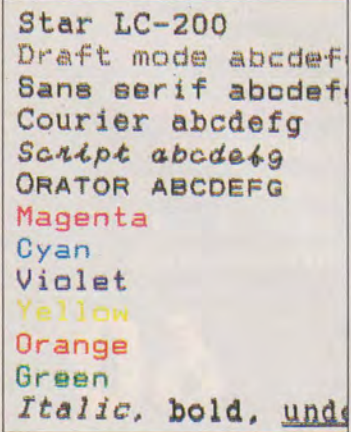 Star LC-200
Draft mode abcdef
Sans serif abcdef
Courier abcdefg
Script abcdefg
ORATOR ABCDEFG
Magenta
Cyan
Violet
Yellow
Orange
Green
Italic, bold, unde